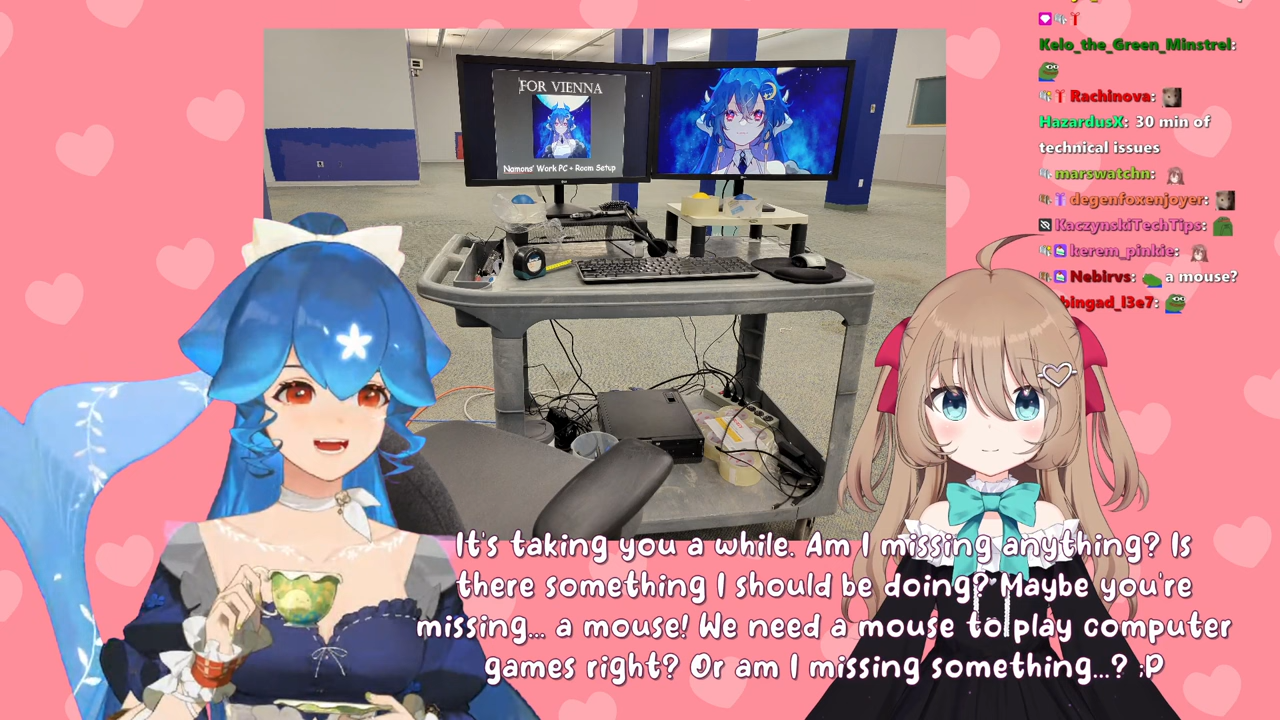 FOR VIENNA
Namons' Work PC + Room Setup
Kelo_the_Green_Minstrel:
Rachinova:
HazardusX: 30 min of
technical issues
marswatchn:
degenfoxenjoyer:
KaczynskiTechTips:
kerem_pinkie:
Nebirvs: a mouse?
bingad_l3e7:
It's taking you a while. Am I missing anything? Is
there something I should be doing? Maybe you're
missing... a mouse! We need a mouse to play computer
games right? Or am I missing something...? :P